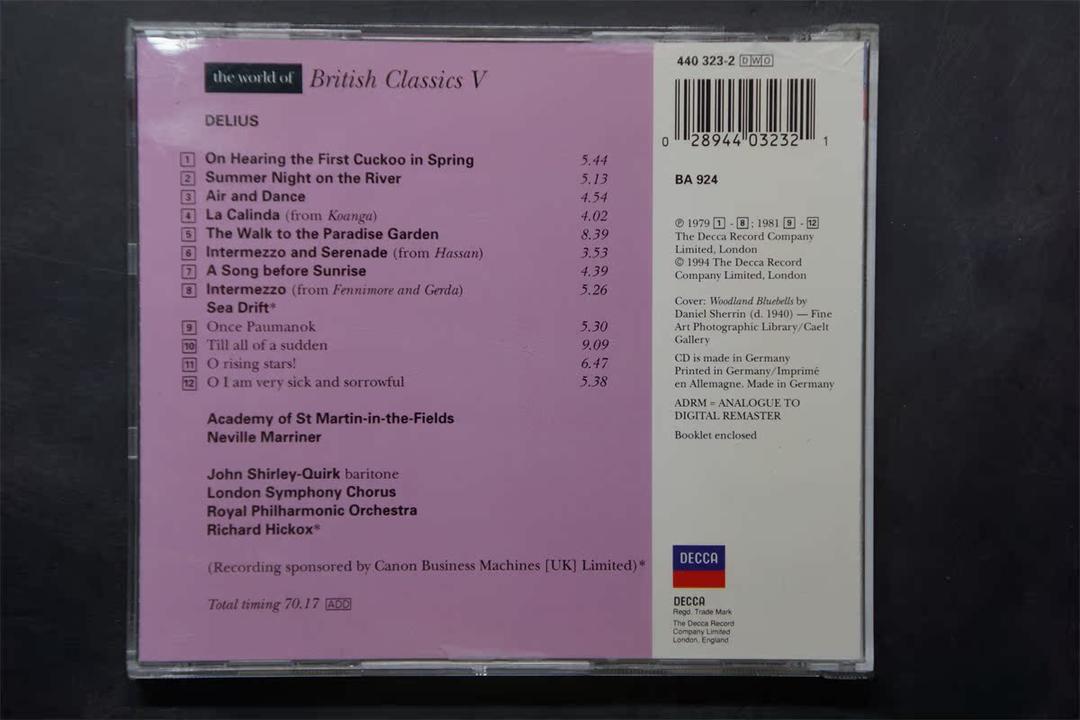 the world of British Classics V
DELIUS
1 On Hearing the First Cuckoo in Spring 5.44
2 Summer Night on the River 5.13
3 Air and Dance 4.54
4 La Calinda (from Koanga) 4.02
5 The Walk to the Paradise Garden 8.39
6 Intermezzo and Serenade (from Hassan) 3.53
7 A Song before Sunrise 4.39
8 Intermezzo (from Fennimore and Gerda) 5.26
Sea Drift*
9 Once Paumanok 5.30
10 Till all of a sudden 9.09
11 O rising stars! 6.47
12 O I am very sick and sorrowful 5.38
Academy of St Martin-in-the-Fields
Neville Marriner
John Shirley-Quirk baritone
London Symphony Chorus
Royal Philharmonic Orchestra
Richard Hickox*
(Recording sponsored by Canon Business Machines [UK] Limited)*
Total timing 70.17 ADD
440 323-2 DWO
0 28944 03232 1
BA 924
℗ 1979 1 - 8 ; 1981 9 - 12
The Decca Record Company
Limited, London
© 1994 The Decca Record
Company Limited, London
Cover: Woodland Bluebells by
Daniel Sherrin (d. 1940) — Fine
Art Photographic Library/Caelt
Gallery
CD is made in Germany
Printed in Germany/Imprimé
en Allemagne. Made in Germany
ADRM = ANALOGUE TO
DIGITAL REMASTER
Booklet enclosed
DECCA
DECCA
Regd. Trade Mark
The Decca Record
Company Limited
London, England